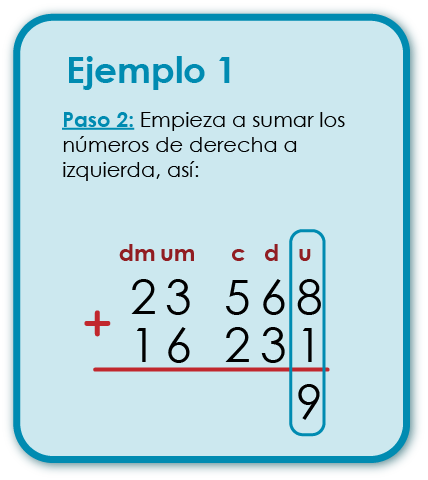 Ejemplo 1
Paso 2: Empieza a sumar los
números de derecha a
izquierda, así:
dm um c d u
23 568
+
16 231
9